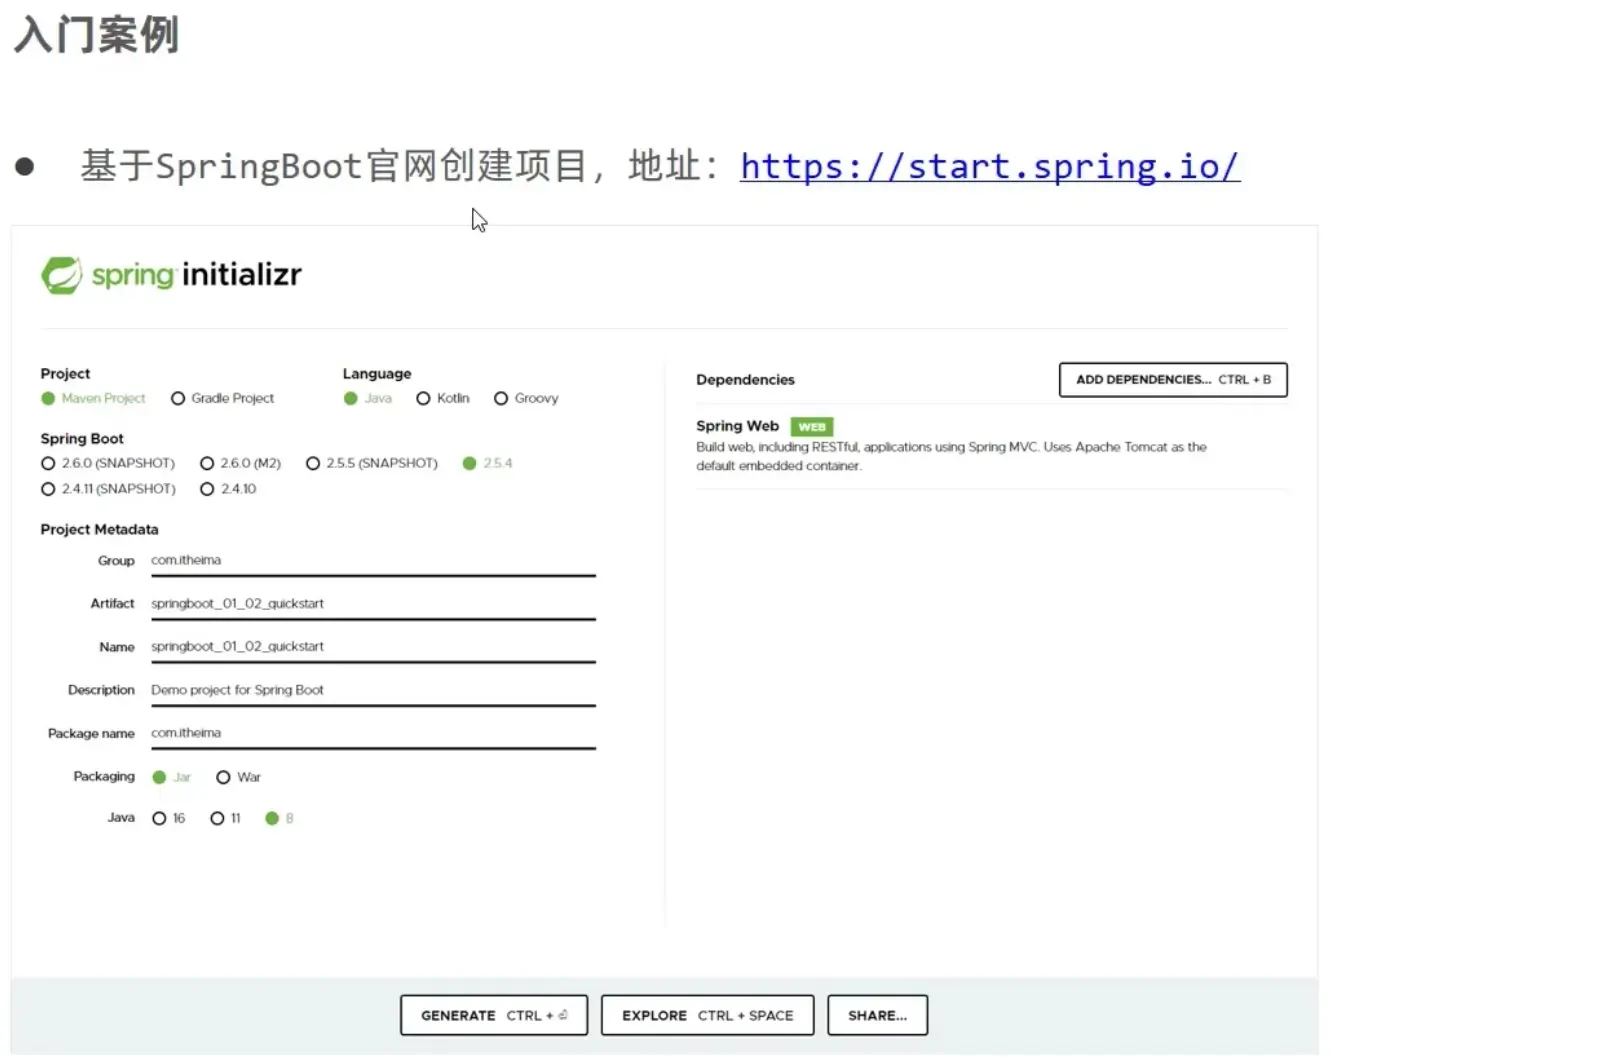 入门案例
● 基于SpringBoot官网创建项目，地址：https://start.spring.io/
spring initializr
Project
Maven Project Gradle Project
Language
Java Kotlin Groovy
Spring Boot
2.6.0 (SNAPSHOT) 2.6.0 (M2) 2.5.5 (SNAPSHOT) 2.5.4
2.4.11 (SNAPSHOT) 2.4.10
Project Metadata
Group com.itheima
Artifact springboot_01_02_quickstart
Name springboot_01_02_quickstart
Description Demo project for Spring Boot
Package name com.itheima
Packaging Jar War
Java 16 11 8
Dependencies
ADD DEPENDENCIES... CTRL + B
Spring Web WEB
Build web, including RESTful, applications using Spring MVC. Uses Apache Tomcat as the
default embedded container.
GENERATE CTRL + ⏎
EXPLORE CTRL + SPACE
SHARE...